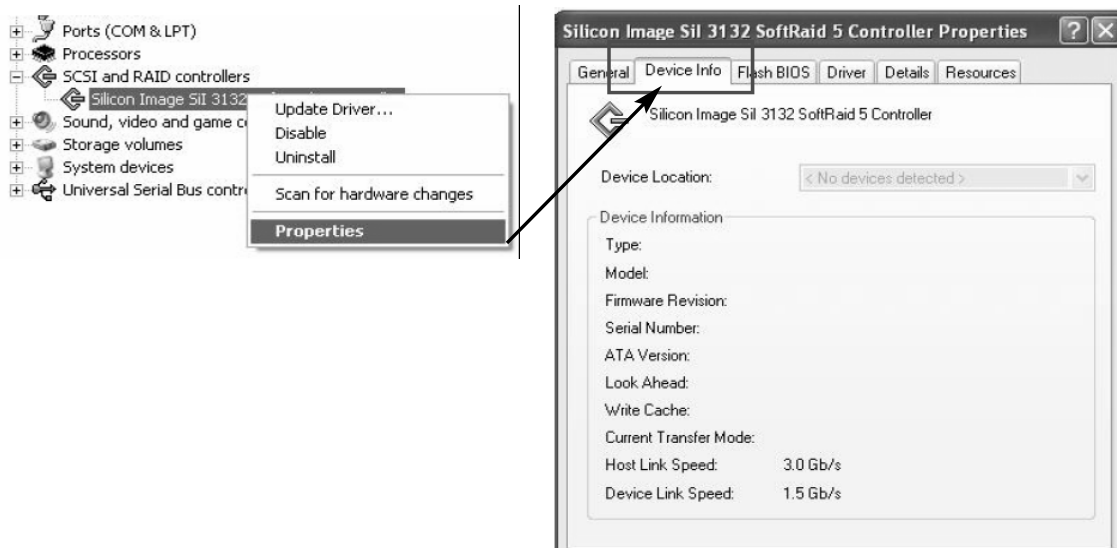 Ports (COM & LPT)
Processors
SCSI and RAID controllers
Silicon Image SiI 3132
Sound, video and game c
Storage volumes
System devices
Universal Serial Bus contr
Update Driver...
Disable
Uninstall
Scan for hardware changes
Properties
Silicon Image SiI 3132 SoftRaid 5 Controller Properties
General Device Info Flash BIOS Driver Details Resources
Silicon Image SiI 3132 SoftRaid 5 Controller
Device Location: < No devices detected >
Device Information
Type:
Model:
Firmware Revision:
Serial Number:
ATA Version:
Look Ahead:
Write Cache:
Current Transfer Mode:
Host Link Speed: 3.0 Gb/s
Device Link Speed: 1.5 Gb/s